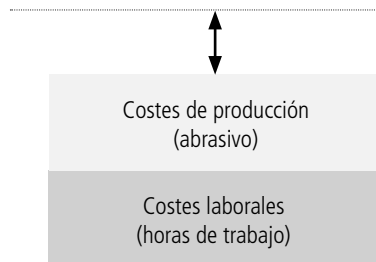 Costes de producción
(abrasivo)
Costes laborales
(horas de trabajo)